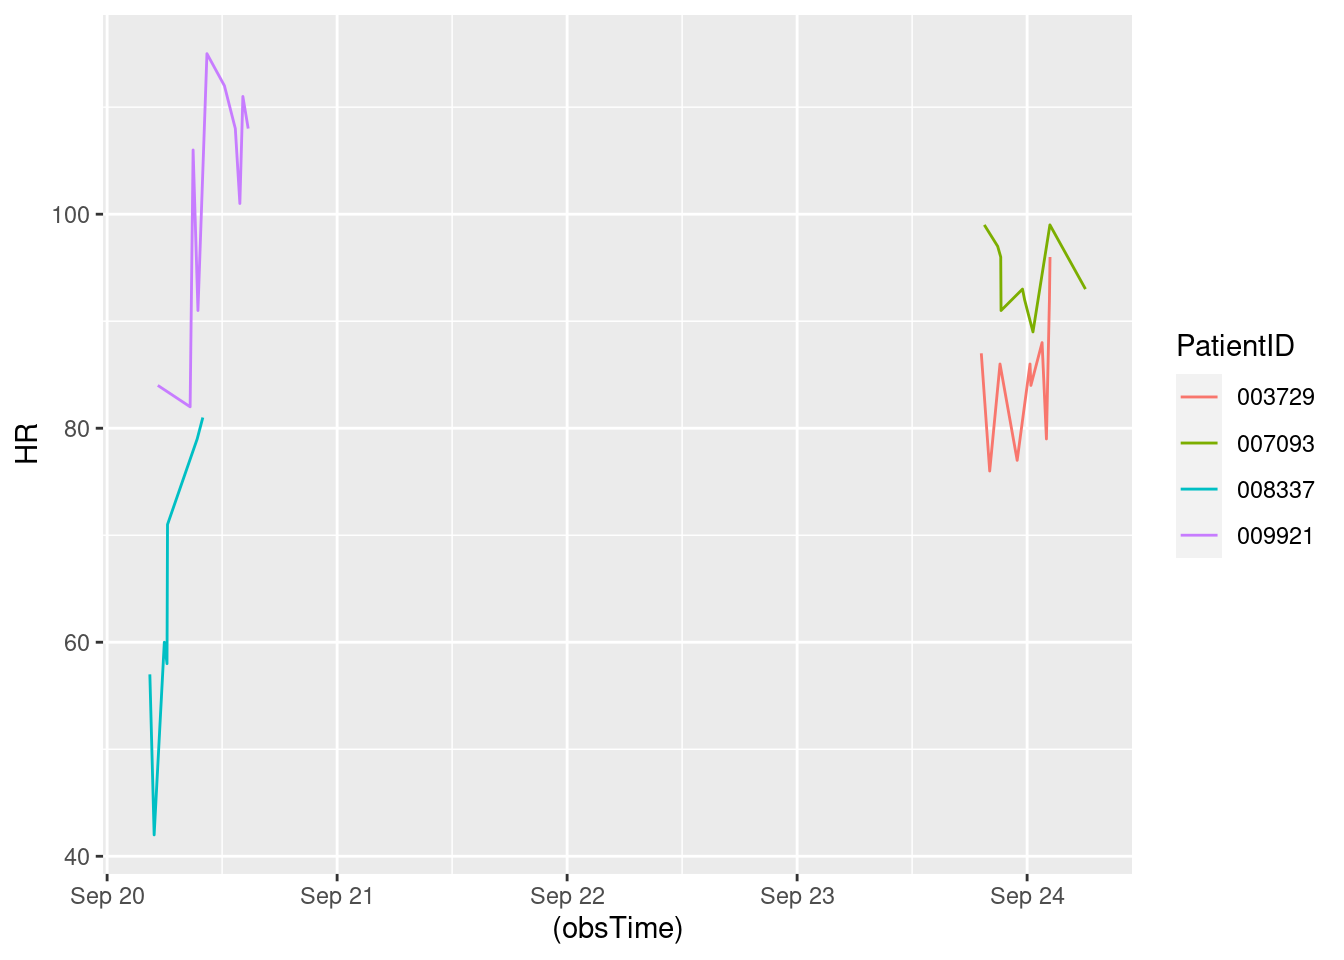 100
80
60
40
HR
Sep 20
Sep 21
Sep 22
Sep 23
Sep 24
(obsTime)
PatientID
003729
007093
008337
009921